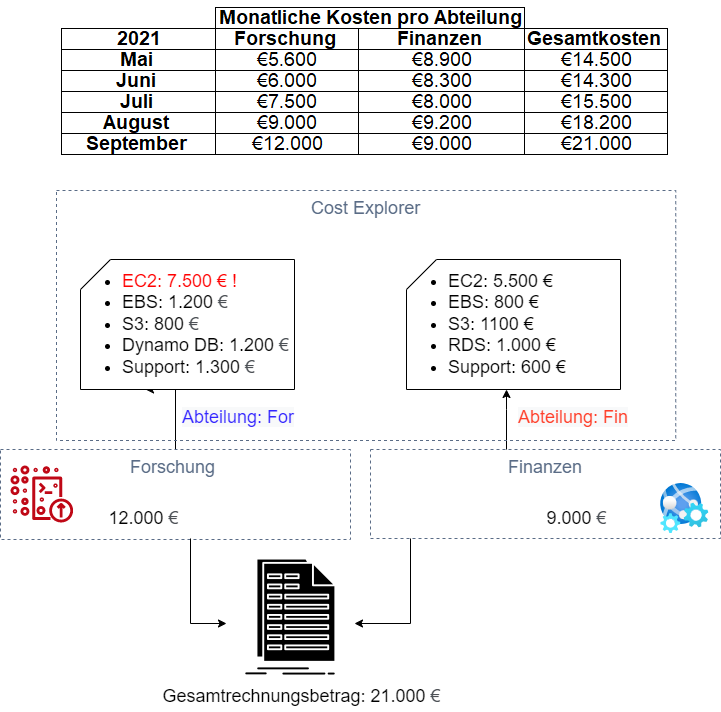 Monatliche Kosten pro Abteilung
2021 Forschung Finanzen Gesamtkosten
Mai €5.600 €8.900 €14.500
Juni €6.000 €8.300 €14.300
Juli €7.500 €8.000 €15.500
August €9.000 €9.200 €18.200
September €12.000 €9.000 €21.000
Cost Explorer
EC2: 7.500 € !
EBS: 1.200 €
S3: 800 €
Dynamo DB: 1.200 €
Support: 1.300 €
EC2: 5.500 €
EBS: 800 €
S3: 1100 €
RDS: 1.000 €
Support: 600 €
Abteilung: For
Abteilung: Fin
Forschung
12.000 €
Finanzen
9.000 €
Gesamtrechnungsbetrag: 21.000 €